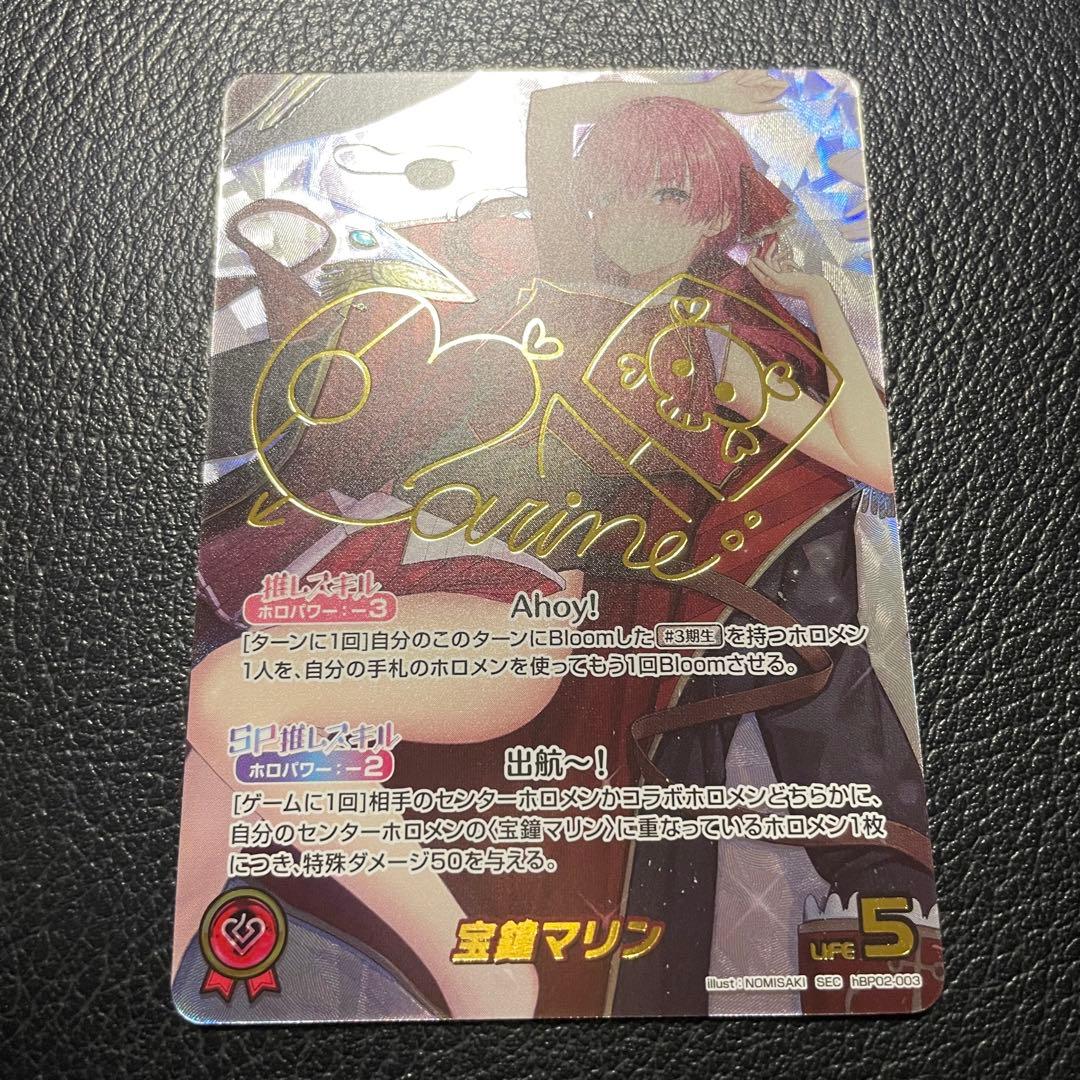 Marine
推しスキル
ホロパワー：－3
Ahoy!
[ターンに1回]自分のこのターンにBloomした #3期生 を持つホロメン
1人を、自分の手札のホロメンを使ってもう1回Bloomさせる。
SP推しスキル
ホロパワー：－2
出航〜!
[ゲームに1回]相手のセンターホロメンかコラボホロメンどちらかに、
自分のセンターホロメンの〈宝鐘マリン〉に重なっているホロメン1枚
につき、特殊ダメージ50を与える。
宝鐘マリン
LIFE 5
illust：NOMISAKI SEC hBP02-003